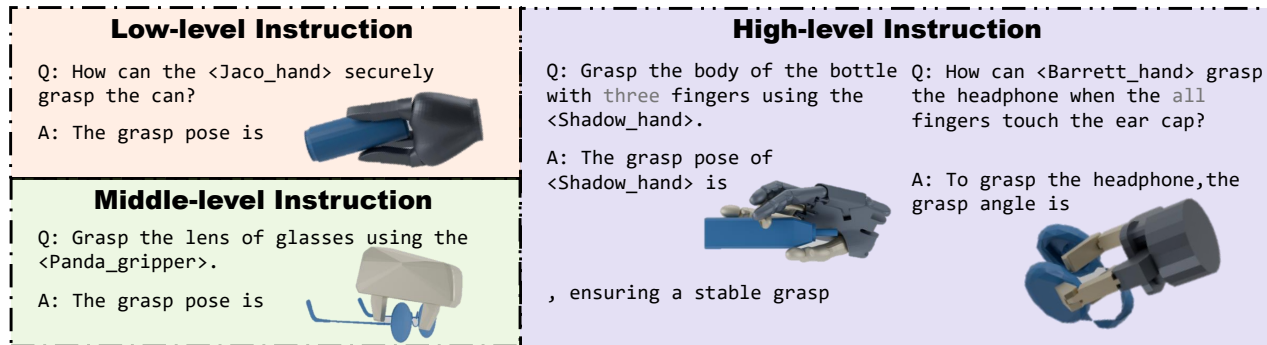 Low-level Instruction
Q: How can the <Jaco_hand> securely
grasp the can?
A: The grasp pose is
Middle-level Instruction
Q: Grasp the lens of glasses using the
<Panda_gripper>.
A: The grasp pose is
High-level Instruction
Q: Grasp the body of the bottle
with three fingers using the
<Shadow_hand>.
A: The grasp pose of
<Shadow_hand> is
, ensuring a stable grasp
Q: How can <Barrett_hand> grasp
the headphone when the all
fingers touch the ear cap?
A: To grasp the headphone,the
grasp angle is